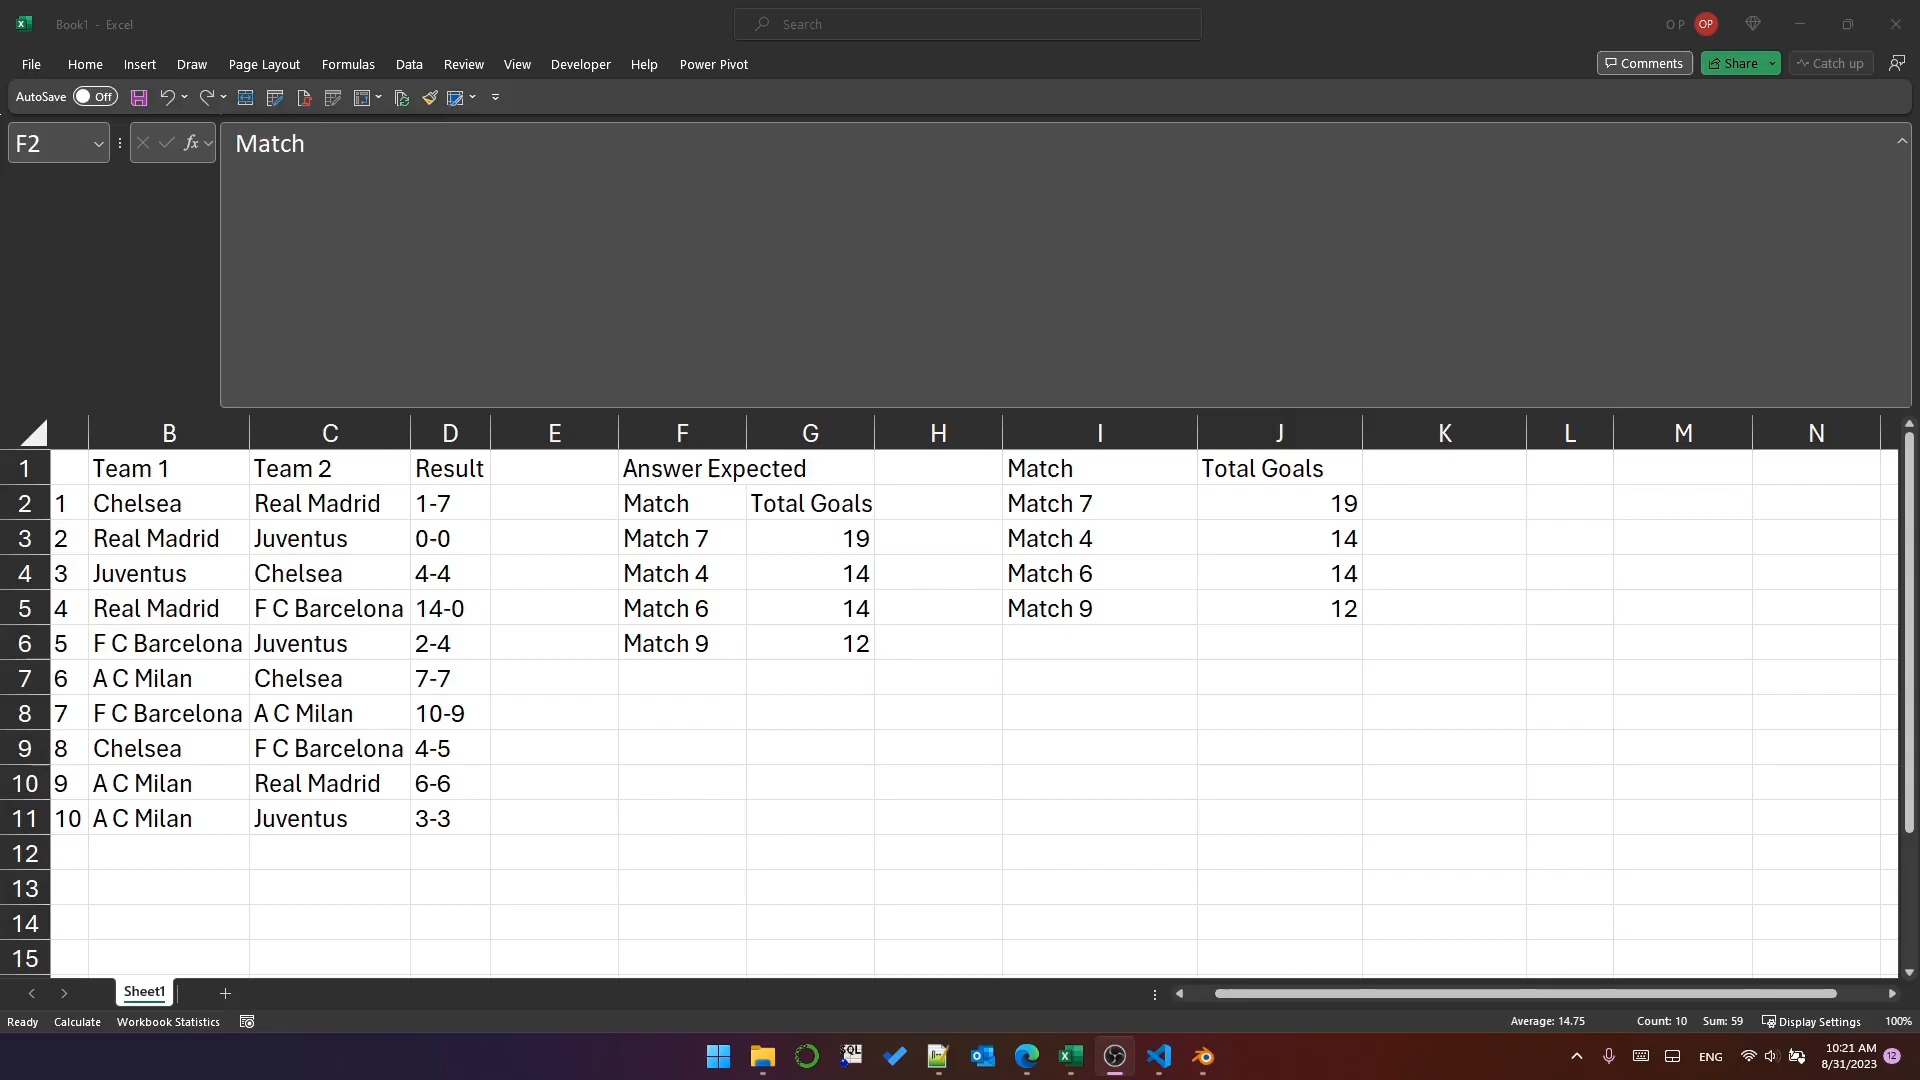 Book1 - Excel
Search
O P OP
File Home Insert Draw Page Layout Formulas Data Review View Developer Help Power Pivot
Comments Share Catch up
AutoSave Off
F2 fx Match
B C D E F G H I J K L M N
1 Team 1 Team 2 Result Answer Expected Match Total Goals
2 1 Chelsea Real Madrid 1-7 Match Total Goals Match 7 19
3 2 Real Madrid Juventus 0-0 Match 7 19 Match 4 14
4 3 Juventus Chelsea 4-4 Match 4 14 Match 6 14
5 4 Real Madrid F C Barcelona 14-0 Match 6 14 Match 9 12
6 5 F C Barcelona Juventus 2-4 Match 9 12
7 6 A C Milan Chelsea 7-7
8 7 F C Barcelona A C Milan 10-9
9 8 Chelsea F C Barcelona 4-5
10 9 A C Milan Real Madrid 6-6
11 10 A C Milan Juventus 3-3
12
13
14
15
Sheet1
Ready Calculate Workbook Statistics Average: 14.75 Count: 10 Sum: 59 Display Settings 100%
SQL ENG 10:21 AM
8/31/2023 12